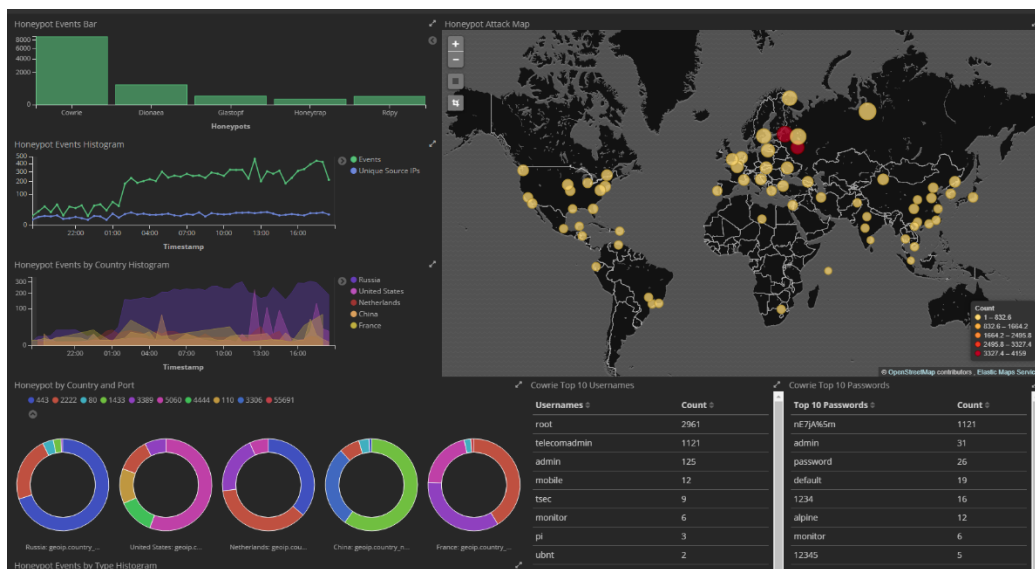 Honeypot Events Bar
8000
6000
4000
2000
0
Cowrie
Dionaea
Glastopf
Honeytrap
Rdpy
Honeypots
Honeypot Events Histogram
500
400
300
200
100
0
22:00
01:00
04:00
07:00
10:00
13:00
16:00
Timestamp
Events
Unique Source IPs
Honeypot Events by Country Histogram
300
200
100
0
22:00
01:00
04:00
07:00
10:00
13:00
16:00
Timestamp
Russia
United States
Netherlands
China
France
Honeypot Attack Map
Count
1 – 832.6
832.6 – 1664.2
1664.2 – 2495.8
2495.8 – 3327.4
3327.4 – 4159
© OpenStreetMap contributors , Elastic Maps Servic
Honeypot by Country and Port
443 2222 80 1433 3389 5060 4444 110 3306 55691
Russia: geoip.country_...
United States: geoip.c...
Netherlands: geoip.cou...
China: geoip.country_n...
France: geoip.country_...
Honeypot Events by Type Histogram
Cowrie Top 10 Usernames
Usernames Count
root 2961
telecomadmin 1121
admin 125
mobile 12
tsec 9
monitor 6
pi 3
ubnt 2
Cowrie Top 10 Passwords
Top 10 Passwords Count
nE7jA%5m 1121
admin 31
password 26
default 19
1234 16
alpine 12
monitor 6
12345 5